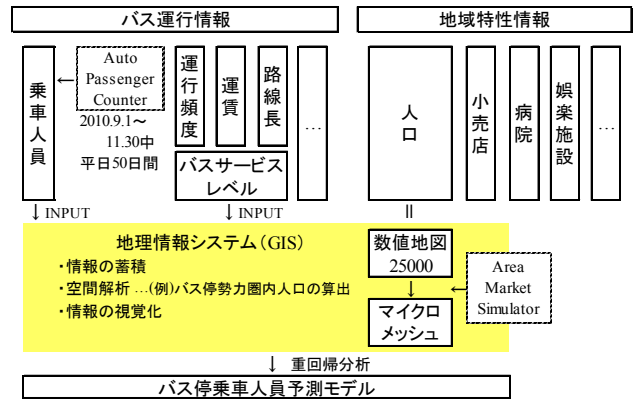 バス運行情報
地域特性情報
乗車人員
←
Auto
Passenger
Counter
2010.9.1～
11.30中
平日50日間
運行頻度
運賃
路線長
バスサービス
レベル
…
人口
小売店
病院
娯楽施設
…
↓INPUT
↓INPUT
||
地理情報システム(GIS)
・情報の蓄積
・空間解析…(例)バス停勢力圏内人口の算出
・情報の視覚化
数値地図
25000
↓
マイクロ
メッシュ
←
Area
Market
Simulator
↓ 重回帰分析
バス停乗車人員予測モデル